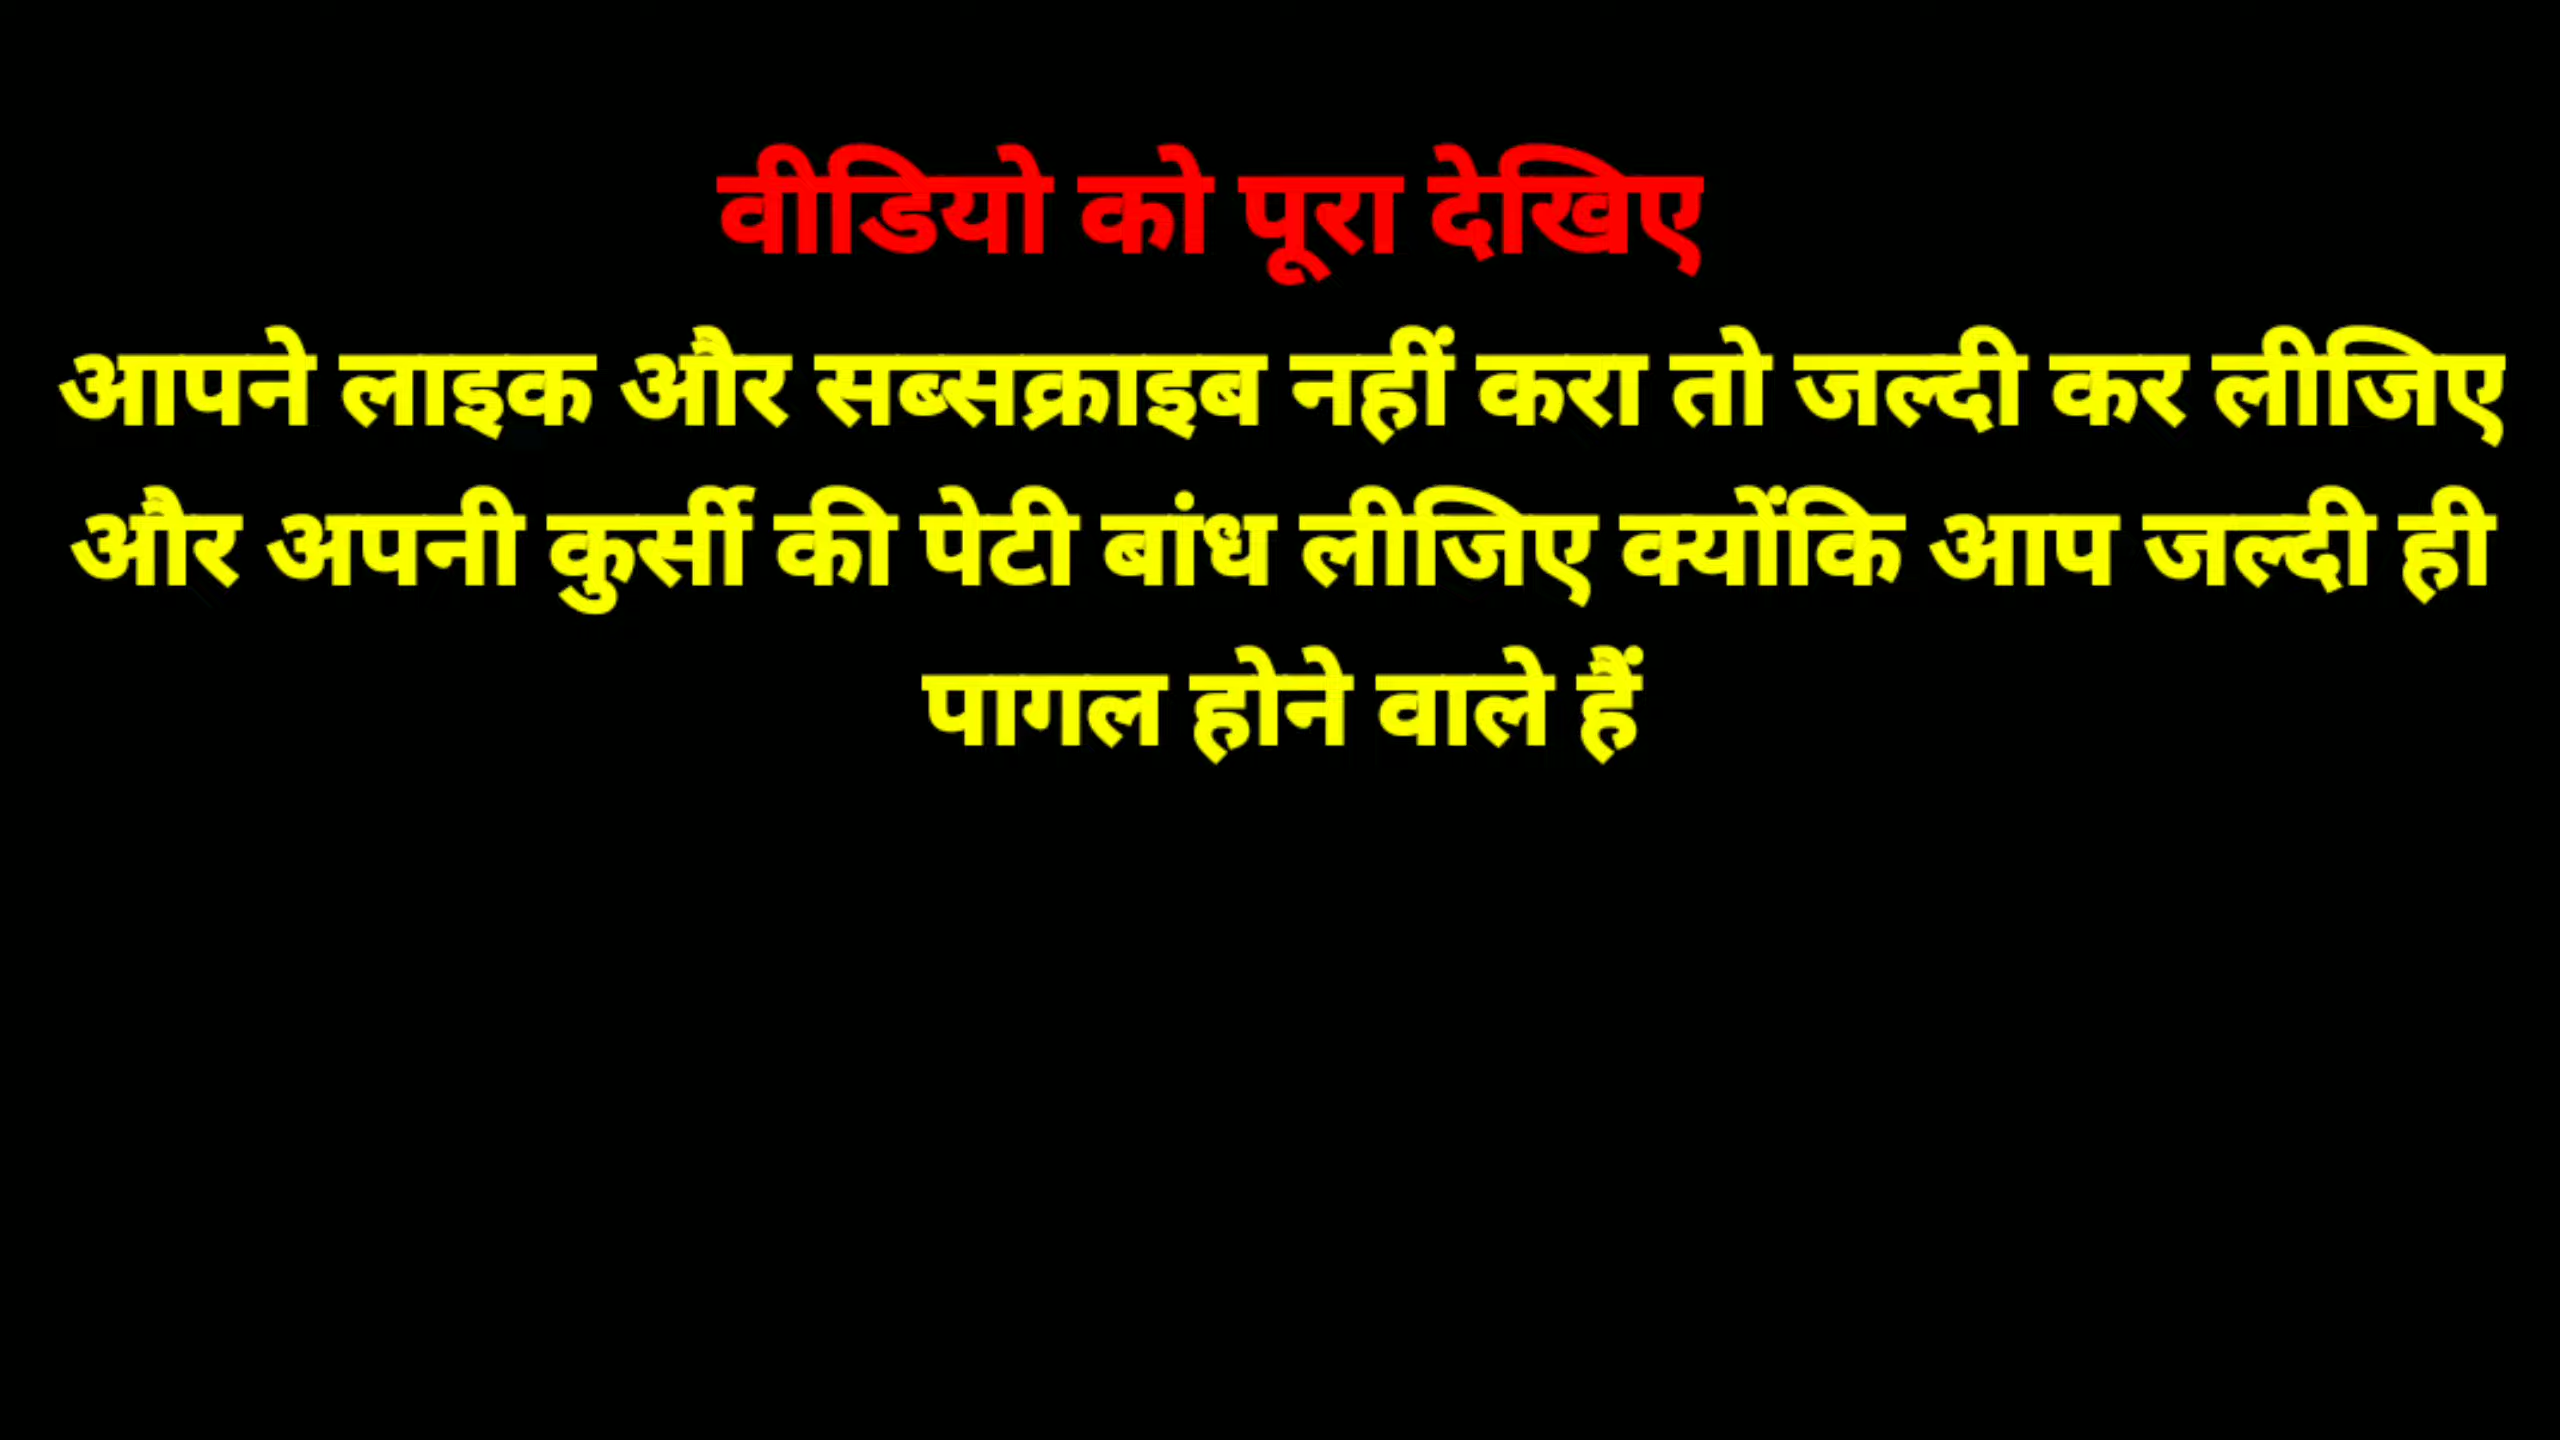 वीडियो को पूरा देखिए
आपने लाइक और सब्सक्राइब नहीं करा तो जल्दी कर लीजिए
और अपनी कुर्सी की पेटी बांध लीजिए क्योंकि आप जल्दी ही
पागल होने वाले हैं